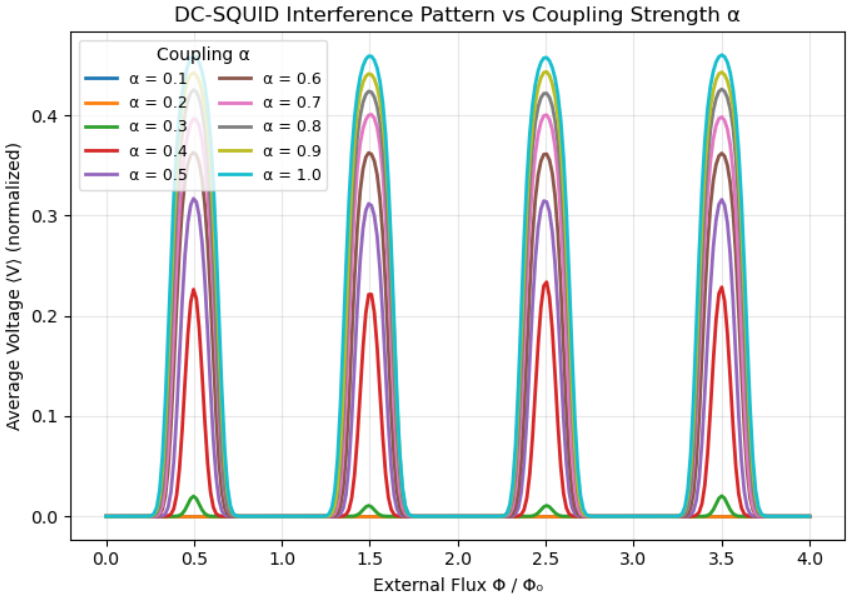 DC-SQUID Interference Pattern vs Coupling Strength α
Coupling α
α = 0.1
α = 0.2
α = 0.3
α = 0.4
α = 0.5
α = 0.6
α = 0.7
α = 0.8
α = 0.9
α = 1.0
Average Voltage ⟨V⟩ (normalized)
0.4
0.3
0.2
0.1
0.0
0.0 0.5 1.0 1.5 2.0 2.5 3.0 3.5 4.0
External Flux Φ / Φ₀